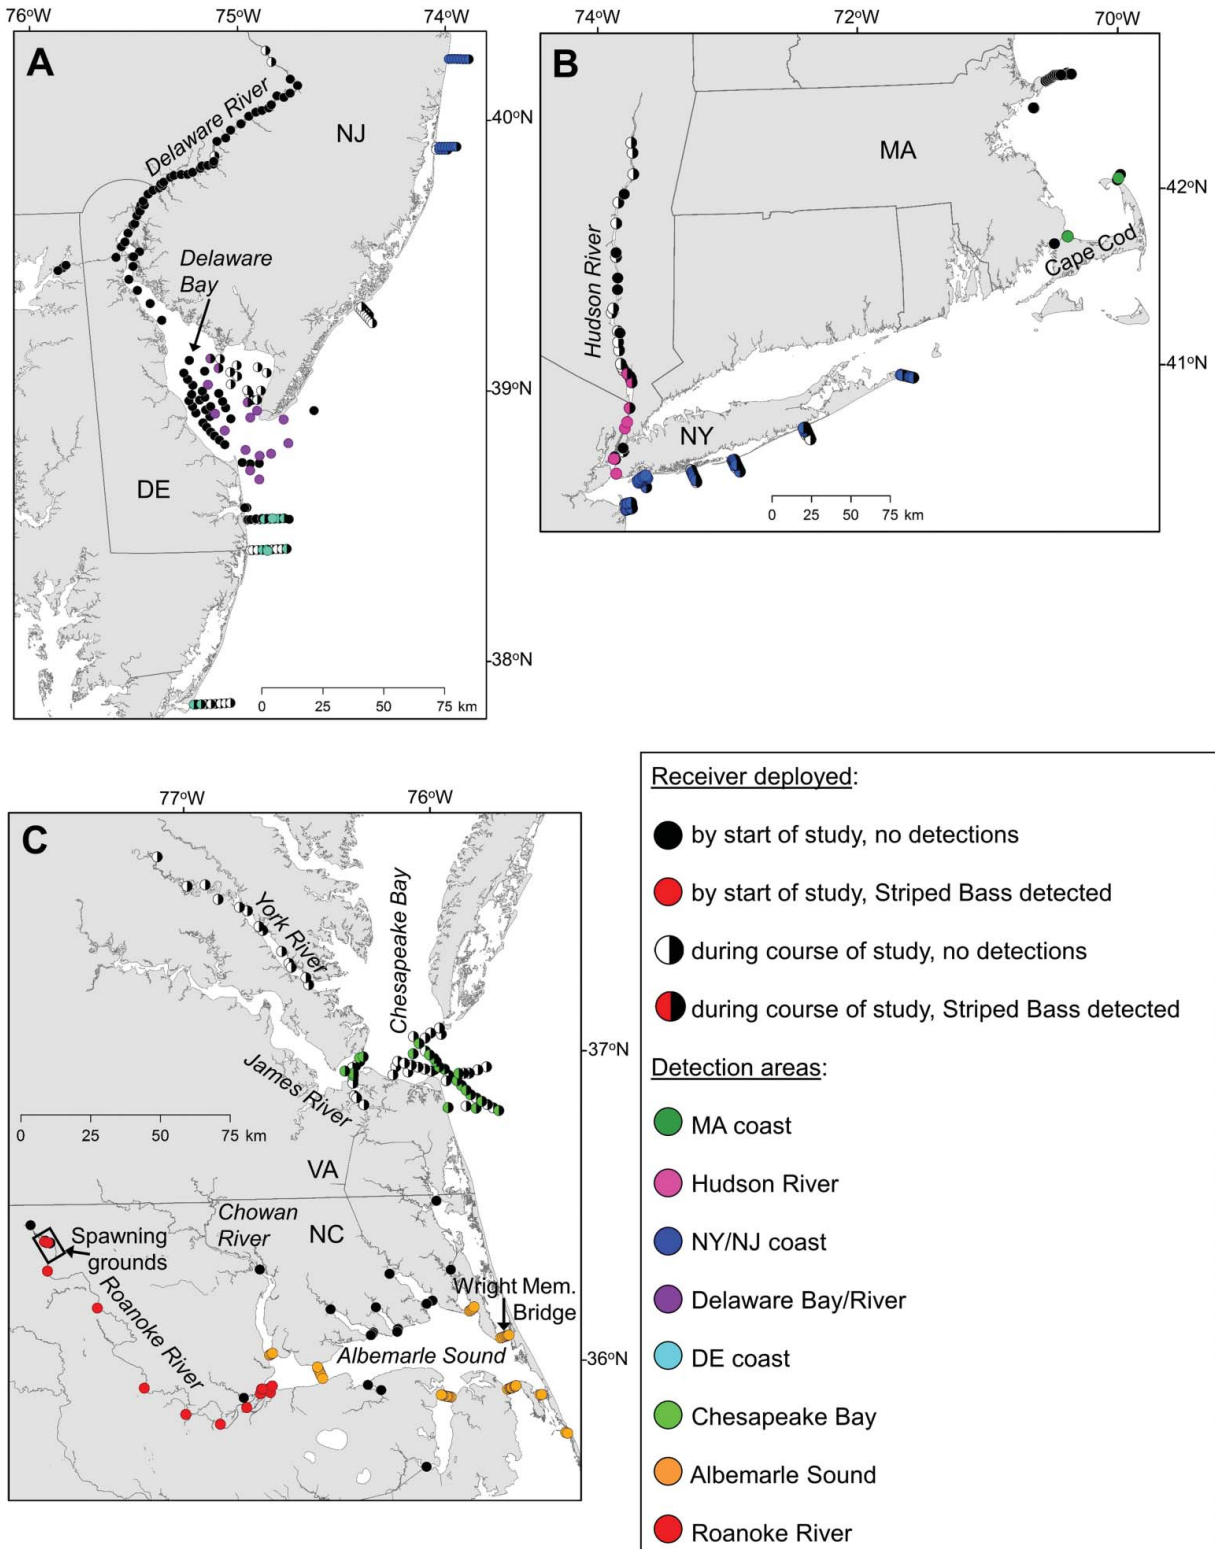 76°W 75°W 74°W
A
Delaware River
NJ
40°N
Delaware
Bay
39°N
DE
38°N
0 25 50 75 km
74°W 72°W 70°W
B
MA
42°N
Hudson River
Cape Cod
41°N
NY
0 25 50 75 km
77°W 76°W
C
York River
Chesapeake Bay
37°N
James River
0 25 50 75 km
VA
Chowan
River
NC
Spawning
grounds
Roanoke River
Wright Mem.
Bridge
Albemarle Sound
36°N
Receiver deployed:
by start of study, no detections
by start of study, Striped Bass detected
during course of study, no detections
during course of study, Striped Bass detected
Detection areas:
MA coast
Hudson River
NY/NJ coast
Delaware Bay/River
DE coast
Chesapeake Bay
Albemarle Sound
Roanoke River